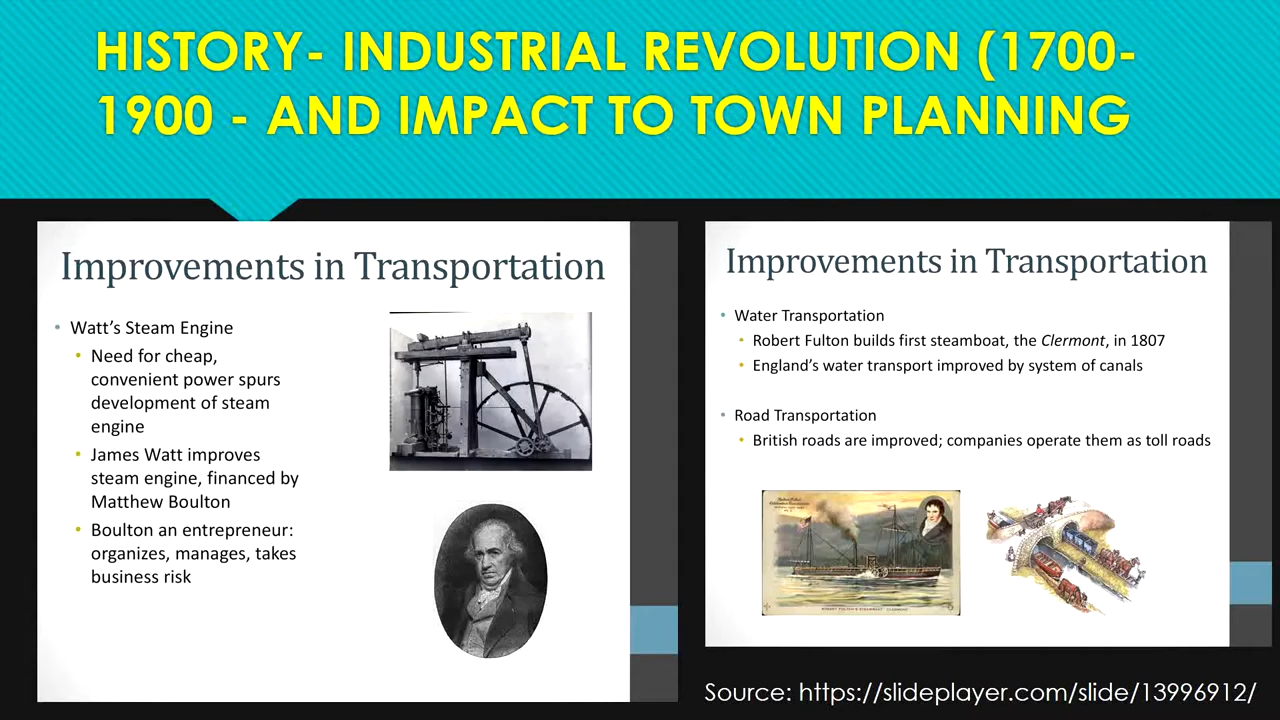 HISTORY- INDUSTRIAL REVOLUTION (1700-
1900 - AND IMPACT TO TOWN PLANNING
Improvements in Transportation
• Watt’s Steam Engine
• Need for cheap,
convenient power spurs
development of steam
engine
• James Watt improves
steam engine, financed by
Matthew Boulton
• Boulton an entrepreneur:
organizes, manages, takes
business risk
Improvements in Transportation
• Water Transportation
• Robert Fulton builds first steamboat, the Clermont, in 1807
• England’s water transport improved by system of canals
• Road Transportation
• British roads are improved; companies operate them as toll roads
Source: https://slideplayer.com/slide/13996912/